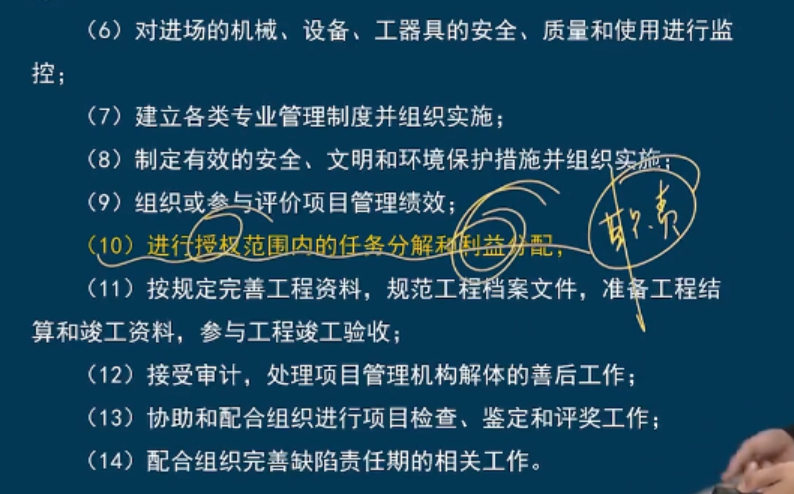 （6）对进场的机械、设备、工器具的安全、质量和使用进行监
控；
（7）建立各类专业管理制度并组织实施；
（8）制定有效的安全、文明和环境保护措施并组织实施；
（9）组织或参与评价项目管理绩效；
（10）进行授权范围内的任务分解和利益分配；
职责
（11）按规定完善工程资料，规范工程档案文件，准备工程结
算和竣工资料，参与工程竣工验收；
（12）接受审计，处理项目管理机构解体的善后工作；
（13）协助和配合组织进行项目检查、鉴定和评奖工作；
（14）配合组织完善缺陷责任期的相关工作。